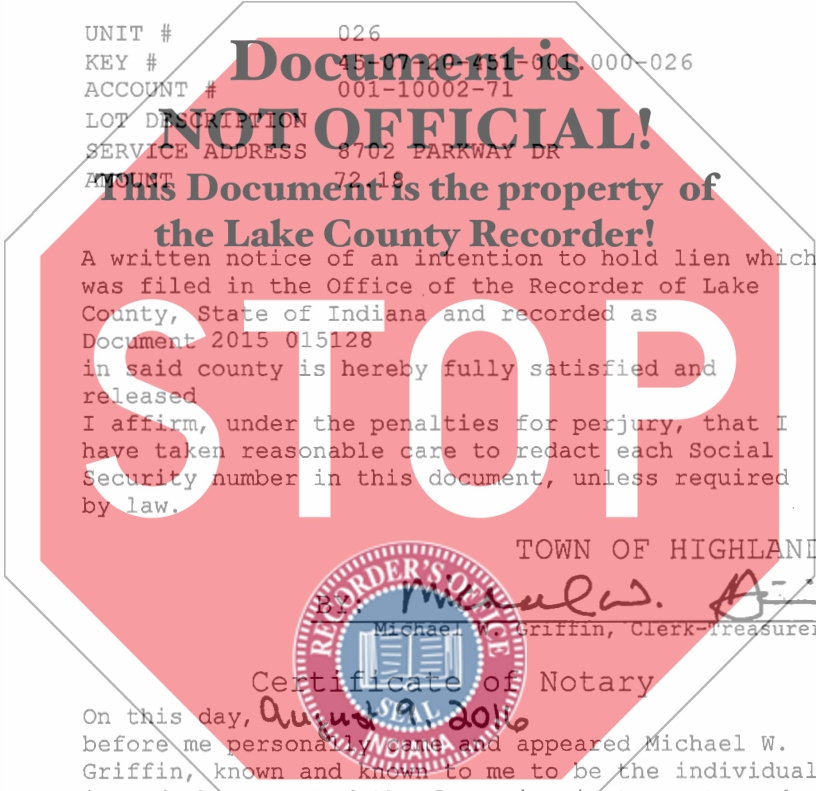 UNIT # 026
Document is
KEY # 45-07-20-451-001.000-026
ACCOUNT # 001-10002-71
LOT DESCRIPTION
NOT OFFICIAL!
SERVICE ADDRESS 8702 PARKWAY DR
AMOUNT 72.18
This Document is the property of
the Lake County Recorder!
A written notice of an intention to hold lien which
was filed in the Office of the Recorder of Lake
County, State of Indiana and recorded as
Document 2015 015128
in said county is hereby fully satisfied and
released
STOP
I affirm, under the penalties for perjury, that I
have taken reasonable care to redact each Social
Security number in this document, unless required
by law.
TOWN OF HIGHLAND
BY: Michael W. Griffin
Michael W. Griffin, Clerk-Treasurer
RECORDER'S OFFICE
SEAL
INDIANA
Certificate of Notary
On this day, August 9, 2016
before me personally came and appeared Michael W.
Griffin, known and known to me to be the individual